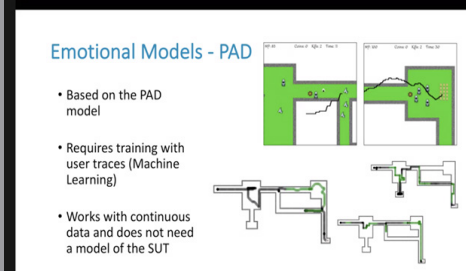 Emotional Models - PAD
• Based on the PAD
model
• Requires training with
user traces (Machine
Learning)
• Works with continuous
data and does not need
a model of the SUT